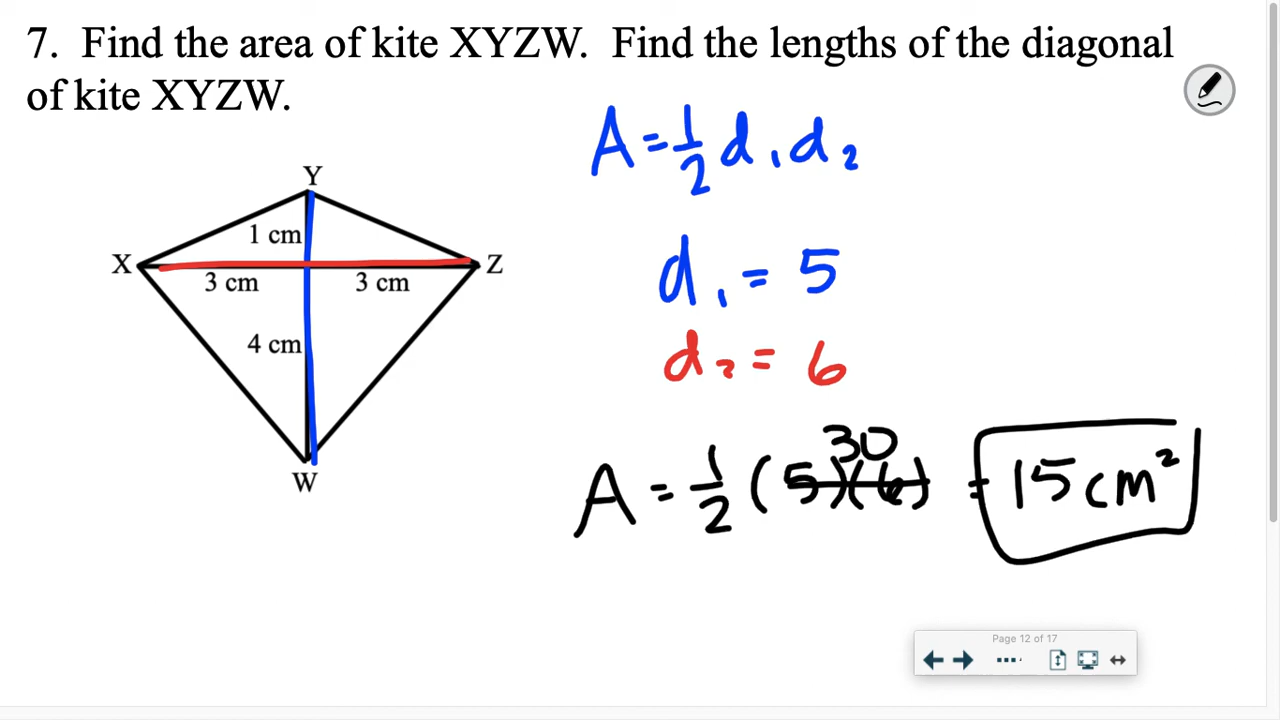 7. Find the area of kite XYZW. Find the lengths of the diagonal
of kite XYZW.
A = 1/2 d₁ d₂
Y
1 cm
X
Z
3 cm
3 cm
d₁ = 5
d₂ = 6
4 cm
W
30
A = 1/2 (5)(6) = 15 cm²
Page 12 of 17